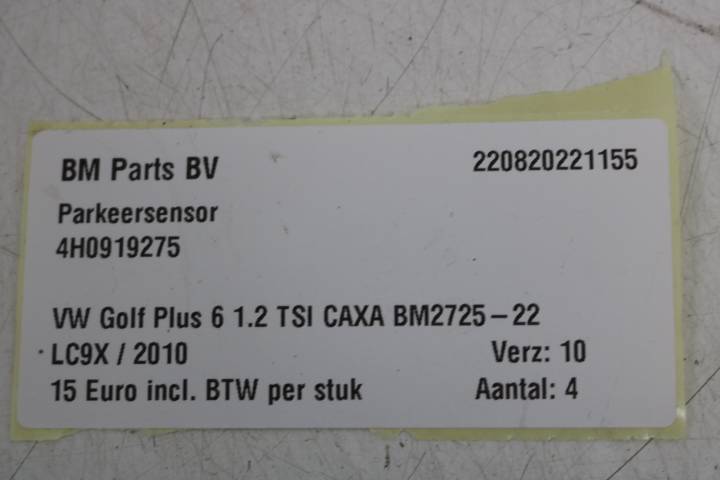 BM Parts BV 220820221155
Parkeersensor
4H0919275
VW Golf Plus 6 1.2 TSI CAXA BM2725-22
LC9X / 2010 Verz: 10
15 Euro incl. BTW per stuk Aantal: 4